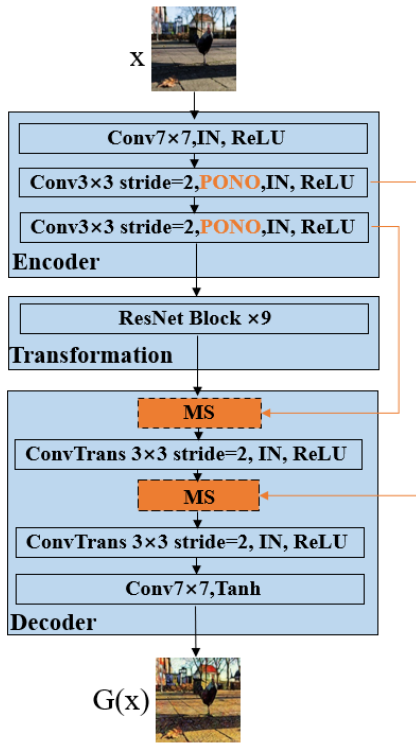 x
Conv7×7,IN, ReLU
Conv3×3 stride=2,PONO,IN, ReLU
Conv3×3 stride=2,PONO,IN, ReLU
Encoder
ResNet Block ×9
Transformation
MS
ConvTrans 3×3 stride=2, IN, ReLU
MS
ConvTrans 3×3 stride=2, IN, ReLU
Conv7×7,Tanh
Decoder
G(x)